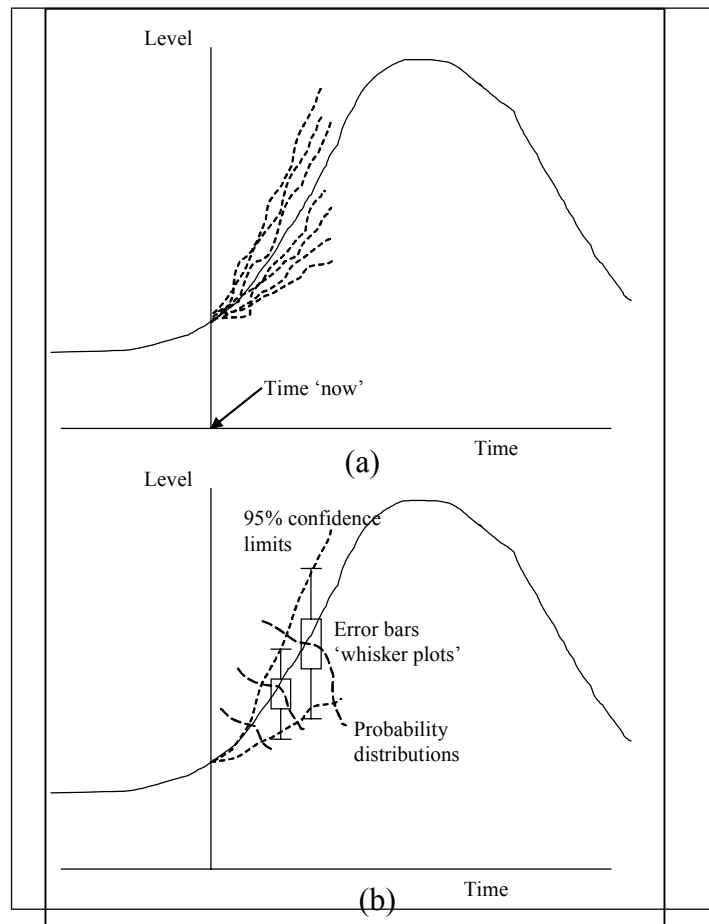 Level
Time ‘now’
Time
(a)
Level
95% confidence
limits
Error bars
‘whisker plots’
Probability
distributions
Time
(b)